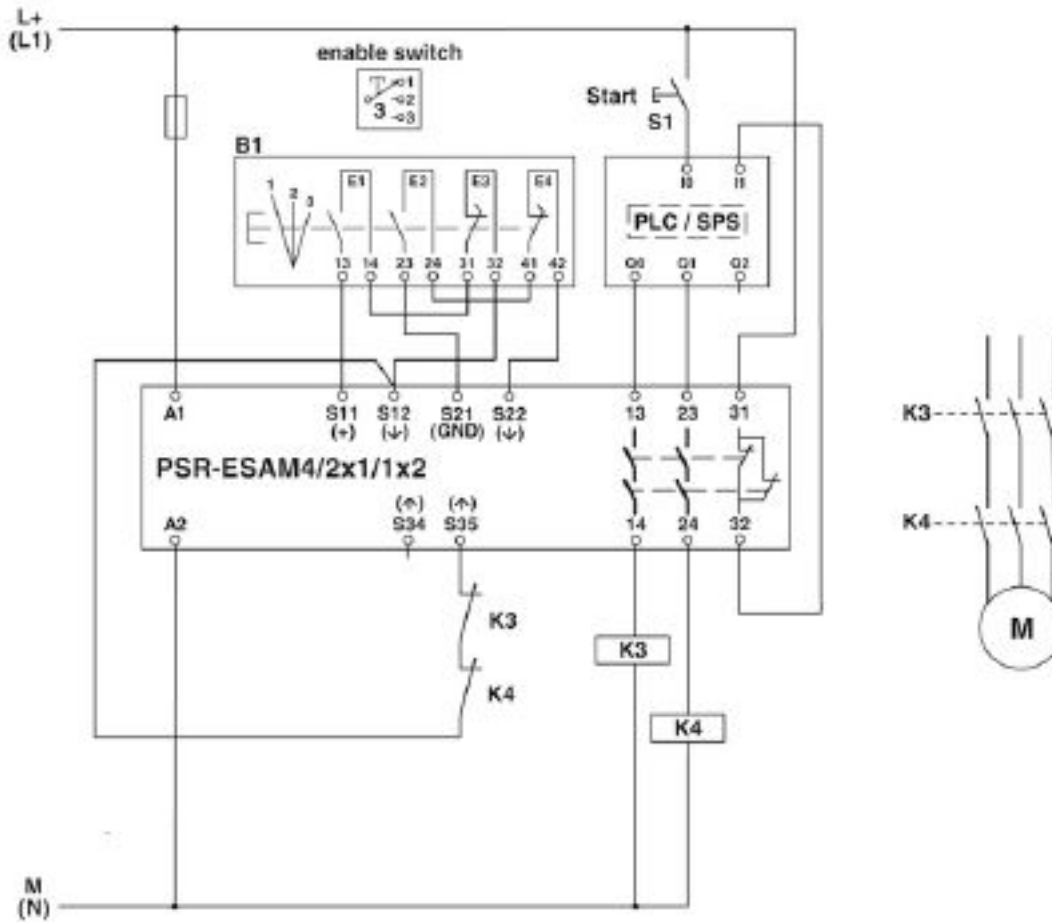 L+
(L1)
enable switch
1
2
3
3
Start
S1
B1
1
2
3
E1 E2 E3 E4
13 14 23 24 31 32 41 42
I0 I1
PLC / SPS
Q0 Q1 Q2
A1 S11 S12 S21 S22 13 23 31
(+) (↓) (GND) (↓)
PSR-ESAM4/2x1/1x2
(↑) (↑)
A2 S34 S35 14 24 32
K3
K4
K3
K4
K3
K4
M
M
(N)